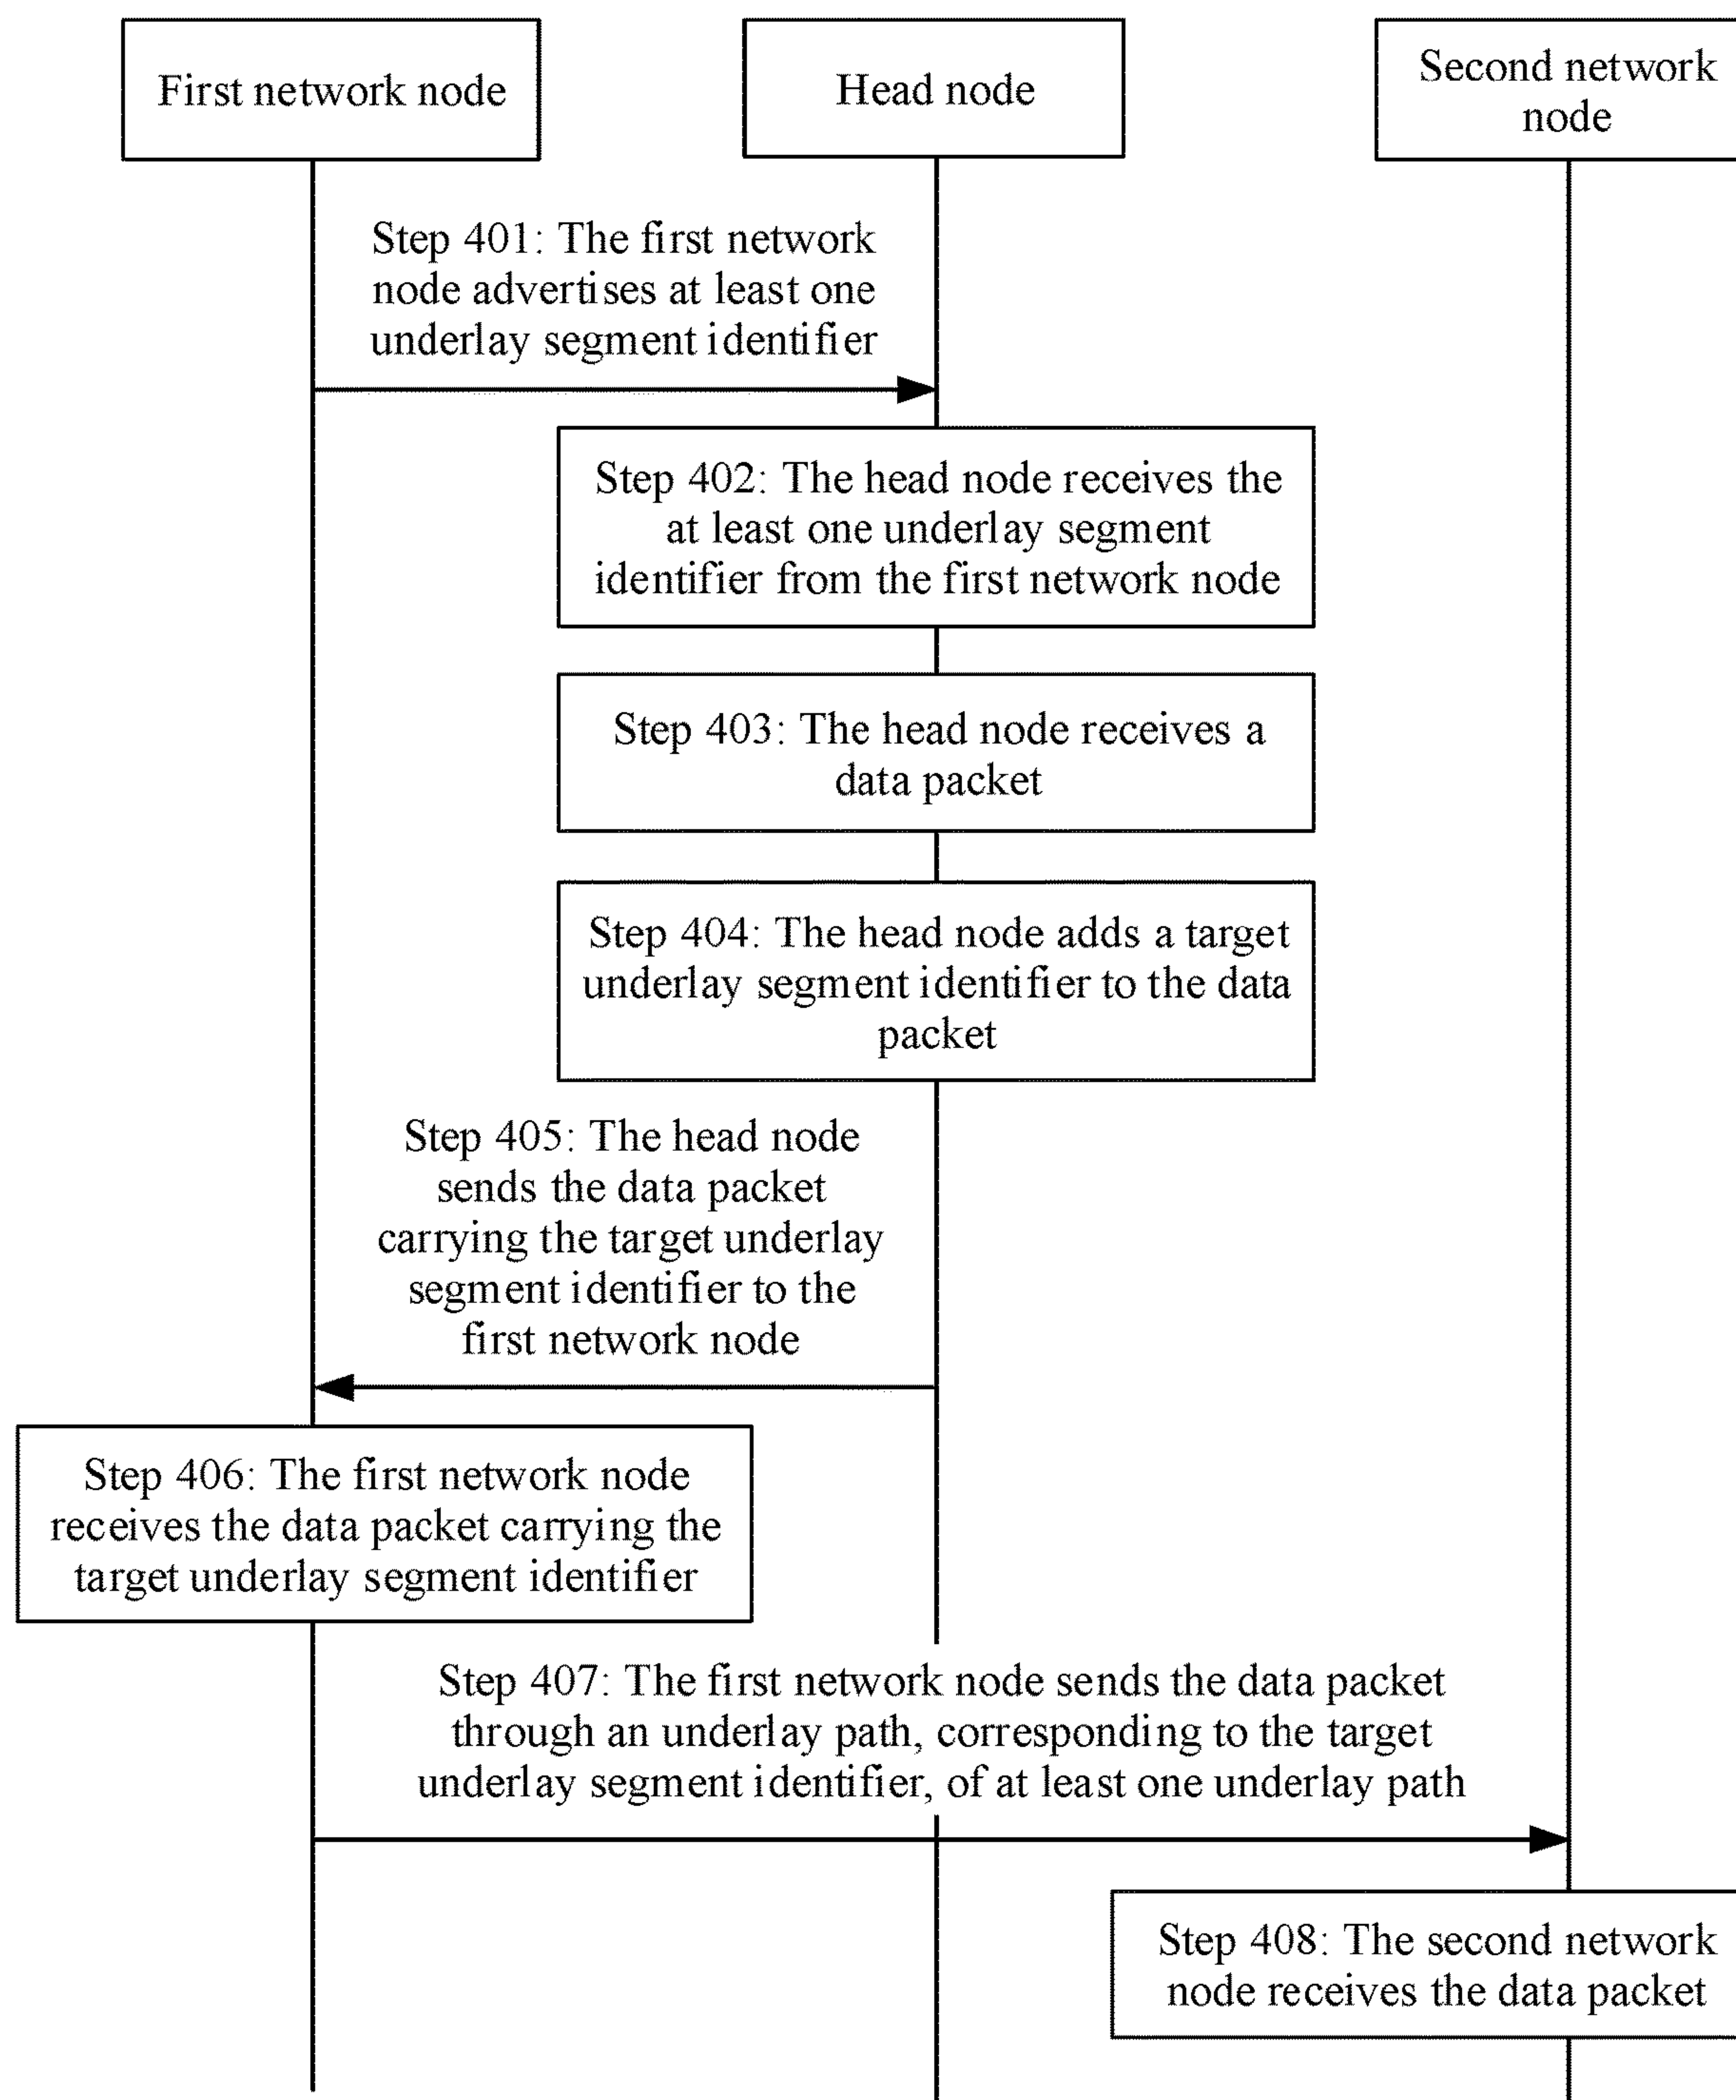 First network node
Head node
Second network
node
Step 401: The first network
node advertises at least one
underlay segment identifier
Step 402: The head node receives the
at least one underlay segment
identifier from the first network node
Step 403: The head node receives a
data packet
Step 404: The head node adds a target
underlay segment identifier to the data
packet
Step 405: The head node
sends the data packet
carrying the target underlay
segment identifier to the
first network node
Step 406: The first network node
receives the data packet carrying the
target underlay segment identifier
Step 407: The first network node sends the data packet
through an underlay path, corresponding to the target
underlay segment identifier, of at least one underlay path
Step 408: The second network
node receives the data packet